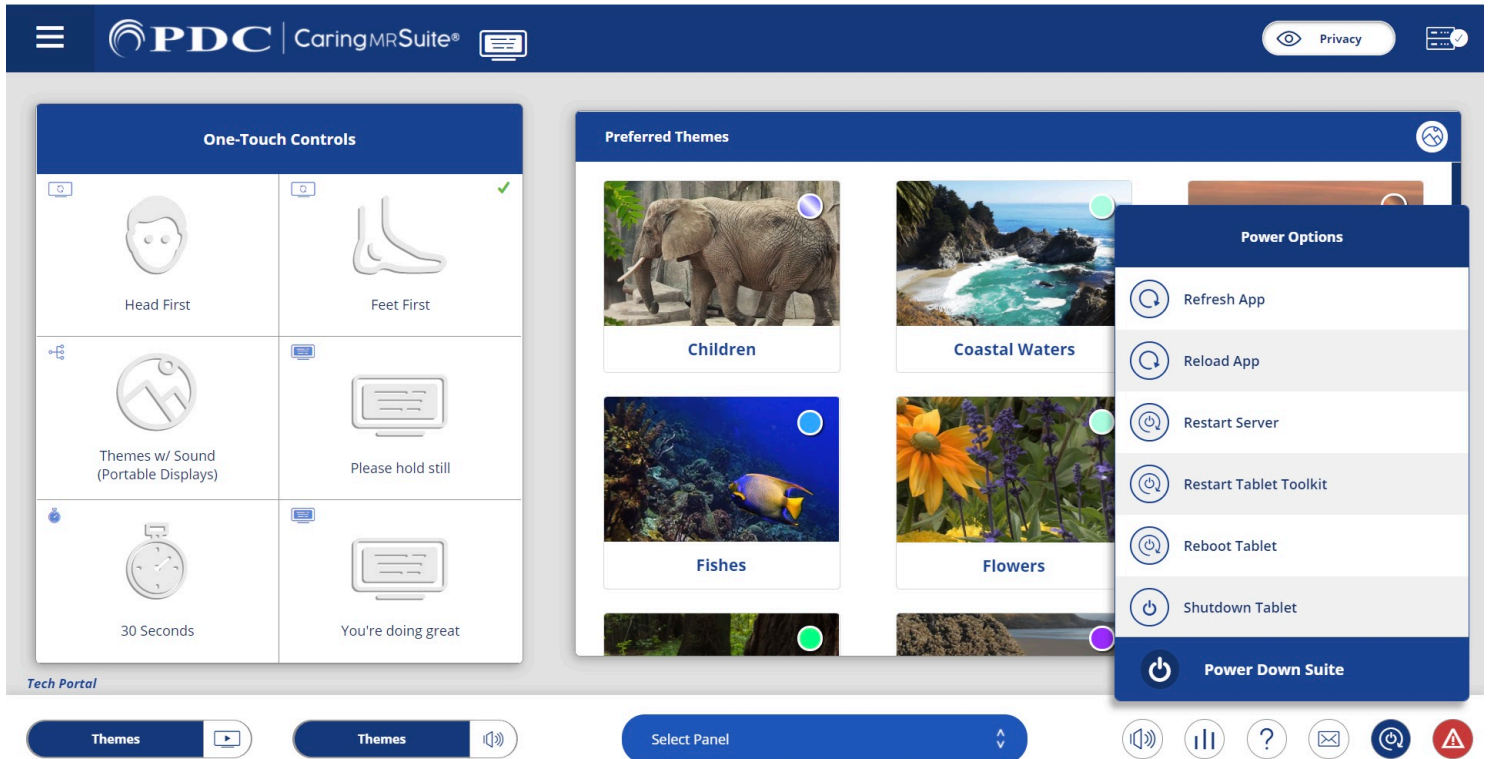 PDC | CaringMRSuite®
Privacy
One-Touch Controls
Head First
Feet First
Themes w/ Sound
(Portable Displays)
Please hold still
30 Seconds
You're doing great
Preferred Themes
Children
Coastal Waters
Fishes
Flowers
Power Options
Refresh App
Reload App
Restart Server
Restart Tablet Toolkit
Reboot Tablet
Shutdown Tablet
Power Down Suite
Tech Portal
Themes
Themes
Select Panel
?